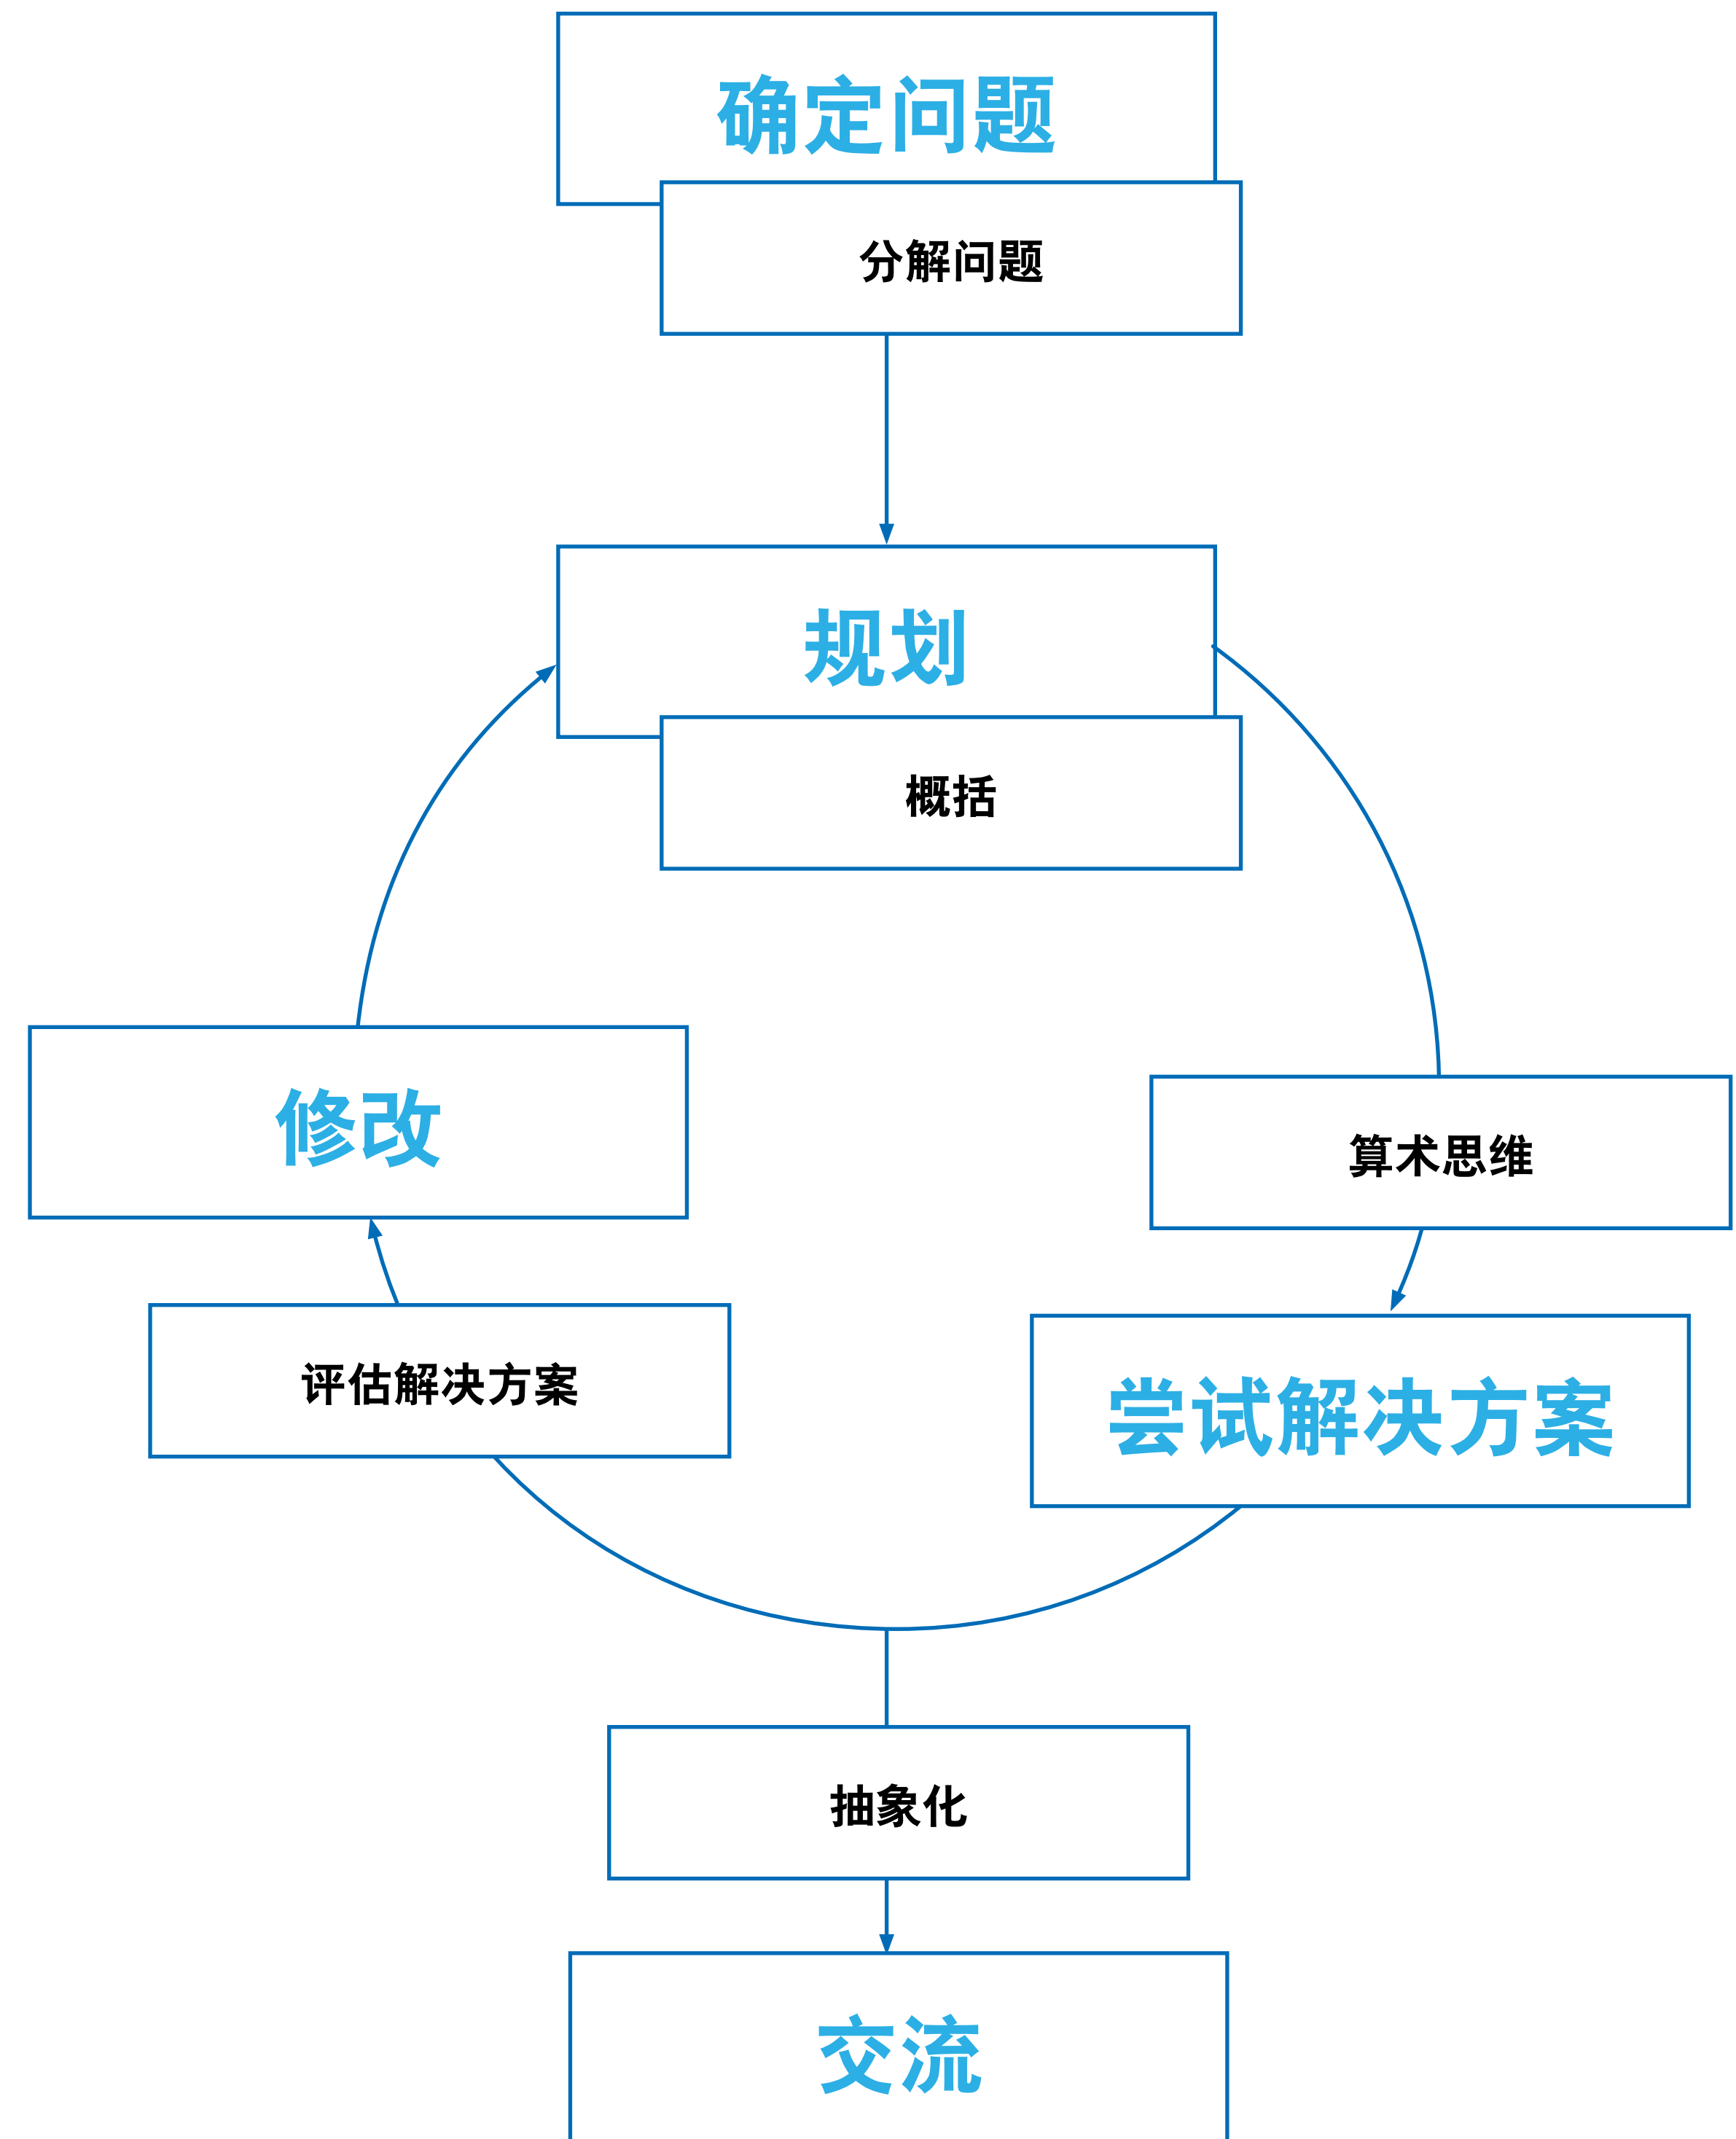 确定问题
分解问题
规划
概括
修改
算术思维
评估解决方案
尝试解决方案
抽象化
交流